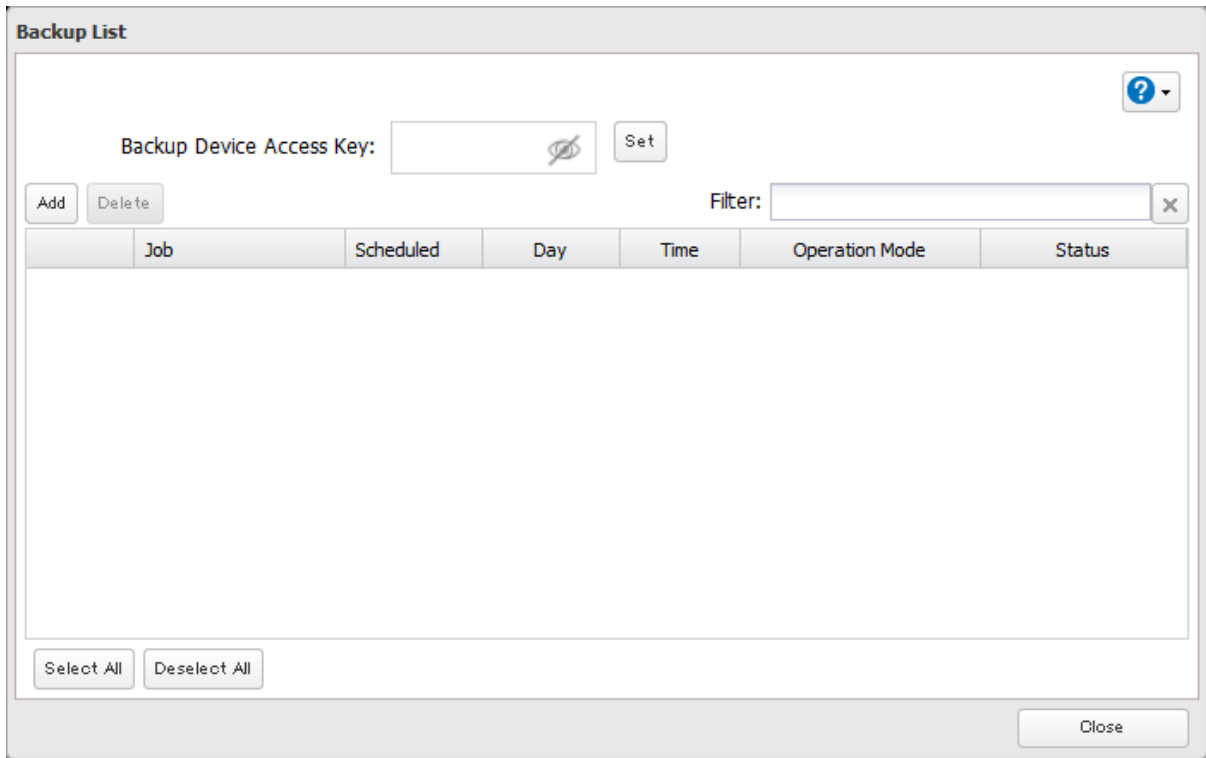 Backup List
?
Backup Device Access Key: Set
Add Delete Filter:
Job Scheduled Day Time Operation Mode Status
Select All Deselect All
Close